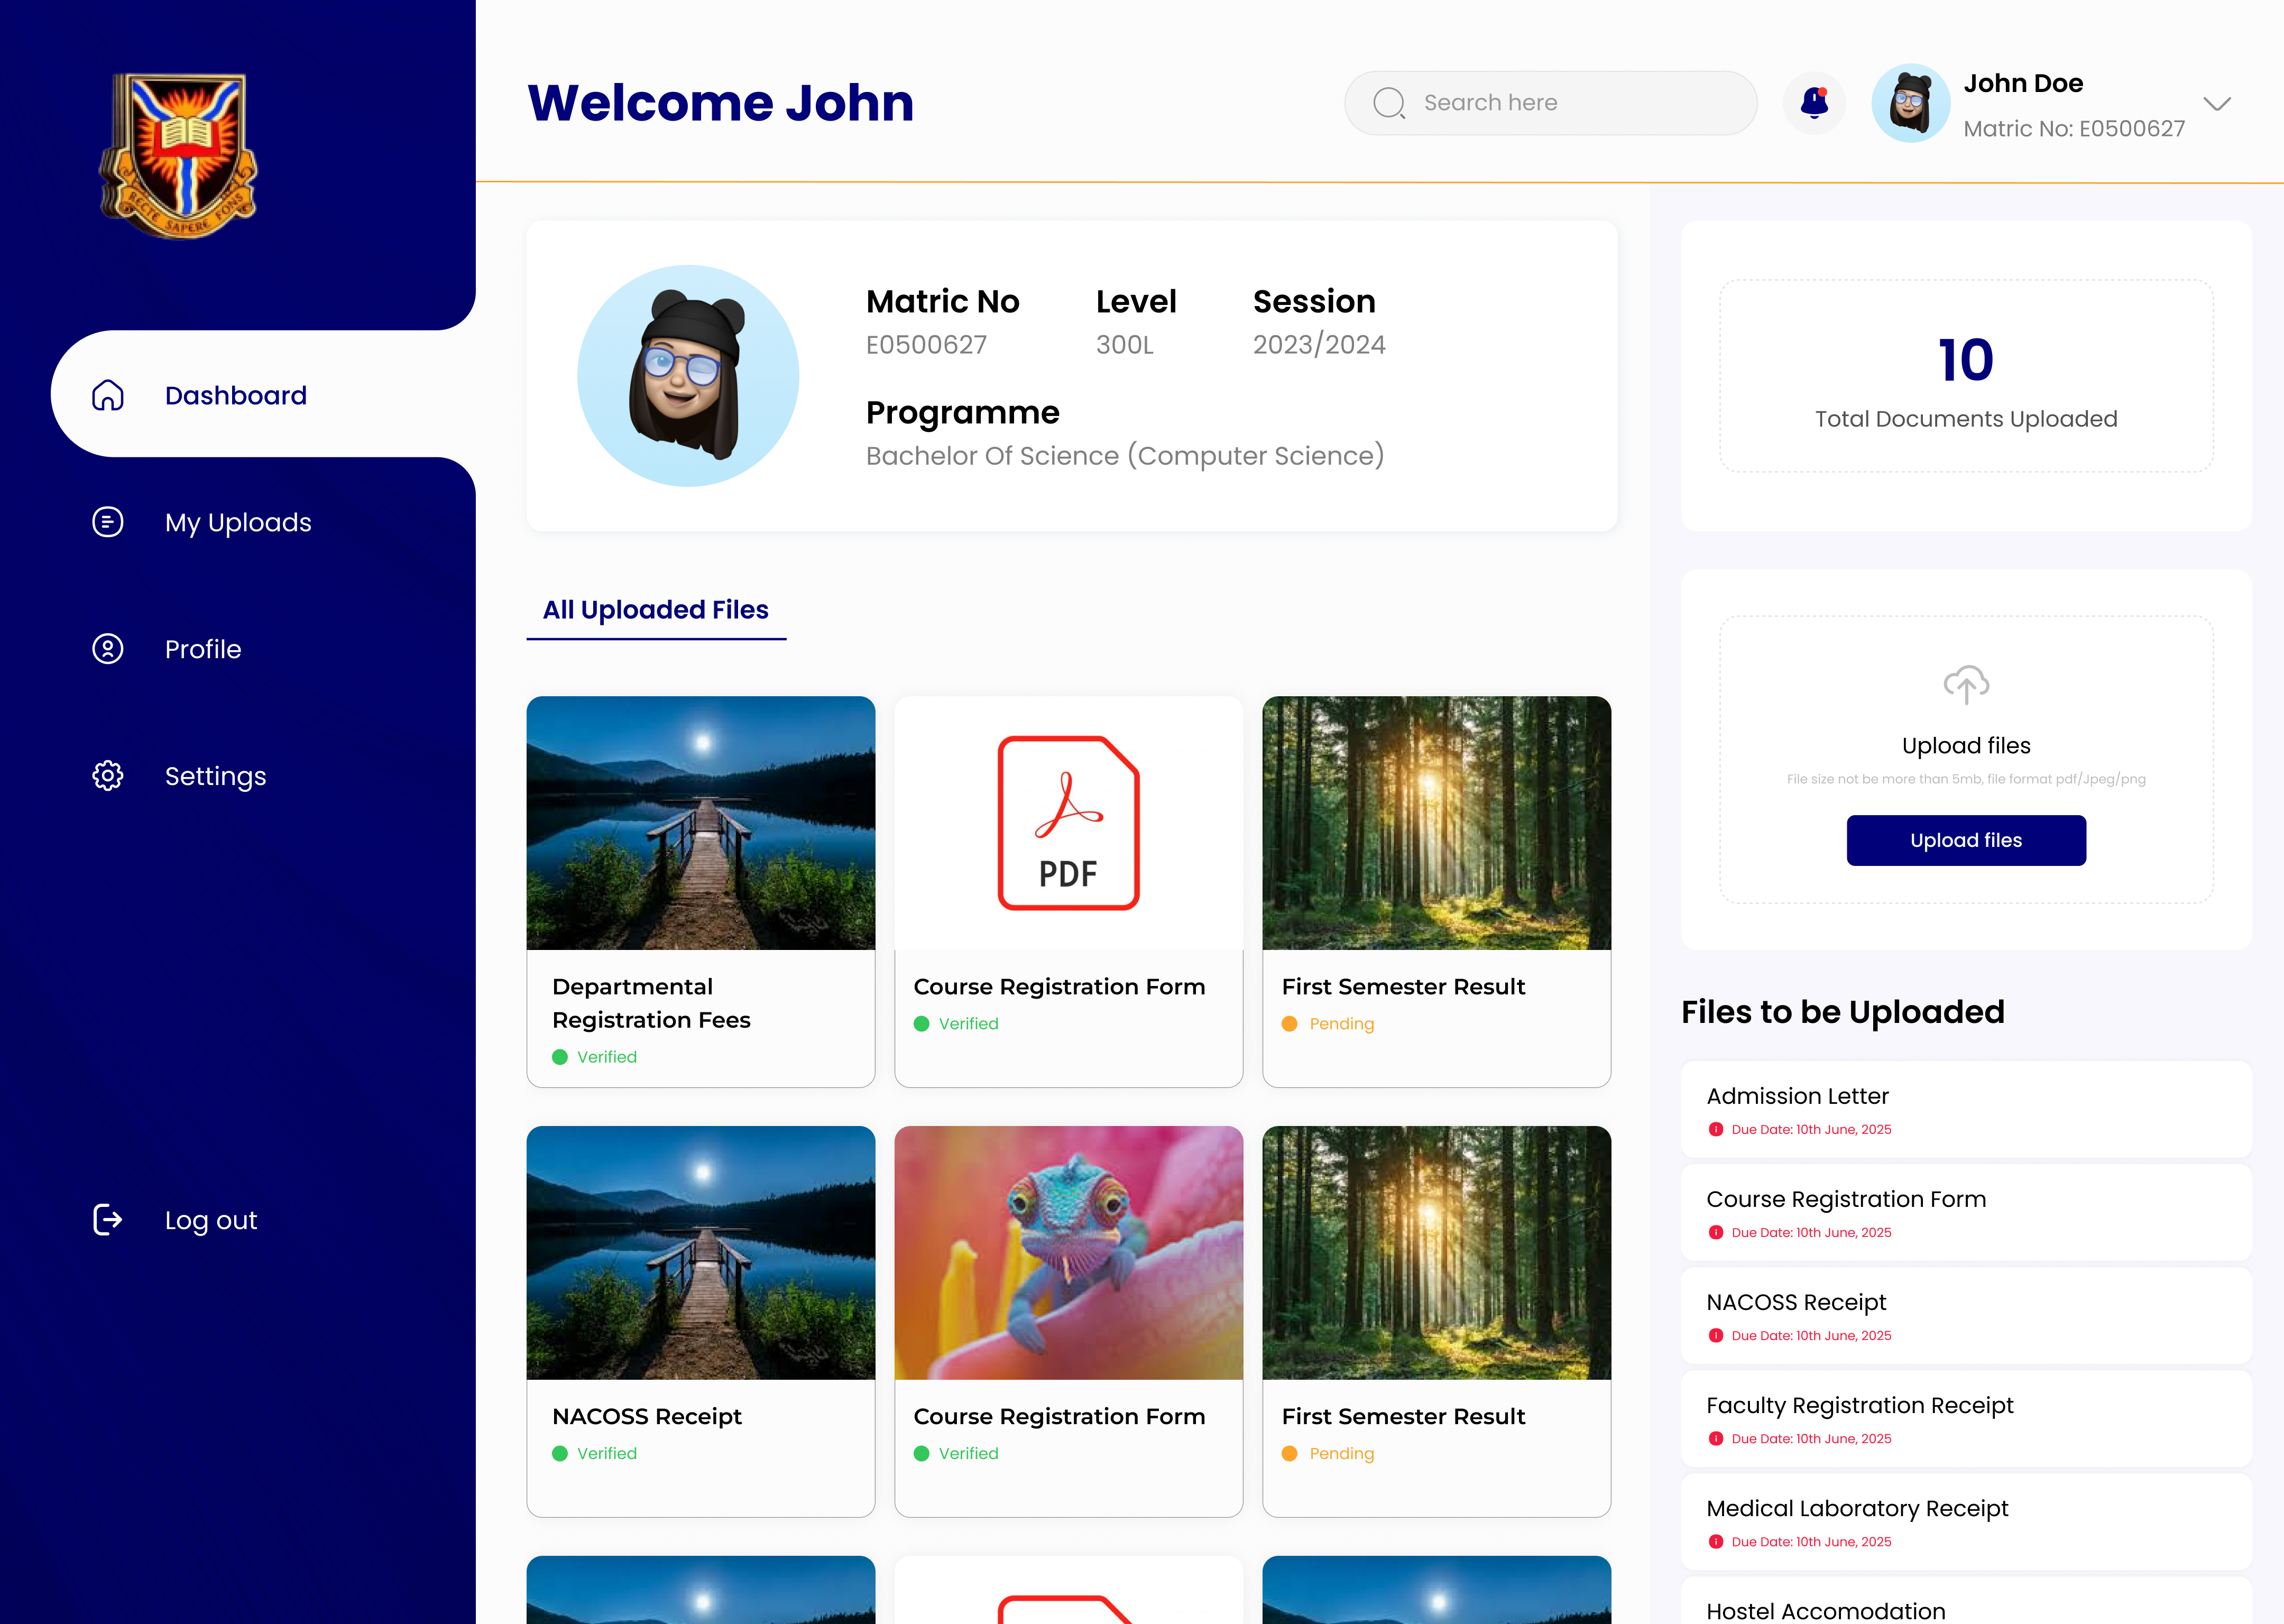 RECTE SAPERE FONS
Dashboard
My Uploads
Profile
Settings
Log out
Welcome John
Search here
John Doe
Matric No: E0500627
Matric No
E0500627
Level
300L
Session
2023/2024
Programme
Bachelor Of Science (Computer Science)
All Uploaded Files
Departmental
Registration Fees
Verified
PDF
Course Registration Form
Verified
First Semester Result
Pending
NACOSS Receipt
Verified
Course Registration Form
Verified
First Semester Result
Pending
10
Total Documents Uploaded
Upload files
File size not be more than 5mb, file format pdf/Jpeg/png
Upload files
Files to be Uploaded
Admission Letter
Due Date: 10th June, 2025
Course Registration Form
Due Date: 10th June, 2025
NACOSS Receipt
Due Date: 10th June, 2025
Faculty Registration Receipt
Due Date: 10th June, 2025
Medical Laboratory Receipt
Due Date: 10th June, 2025
Hostel Accomodation